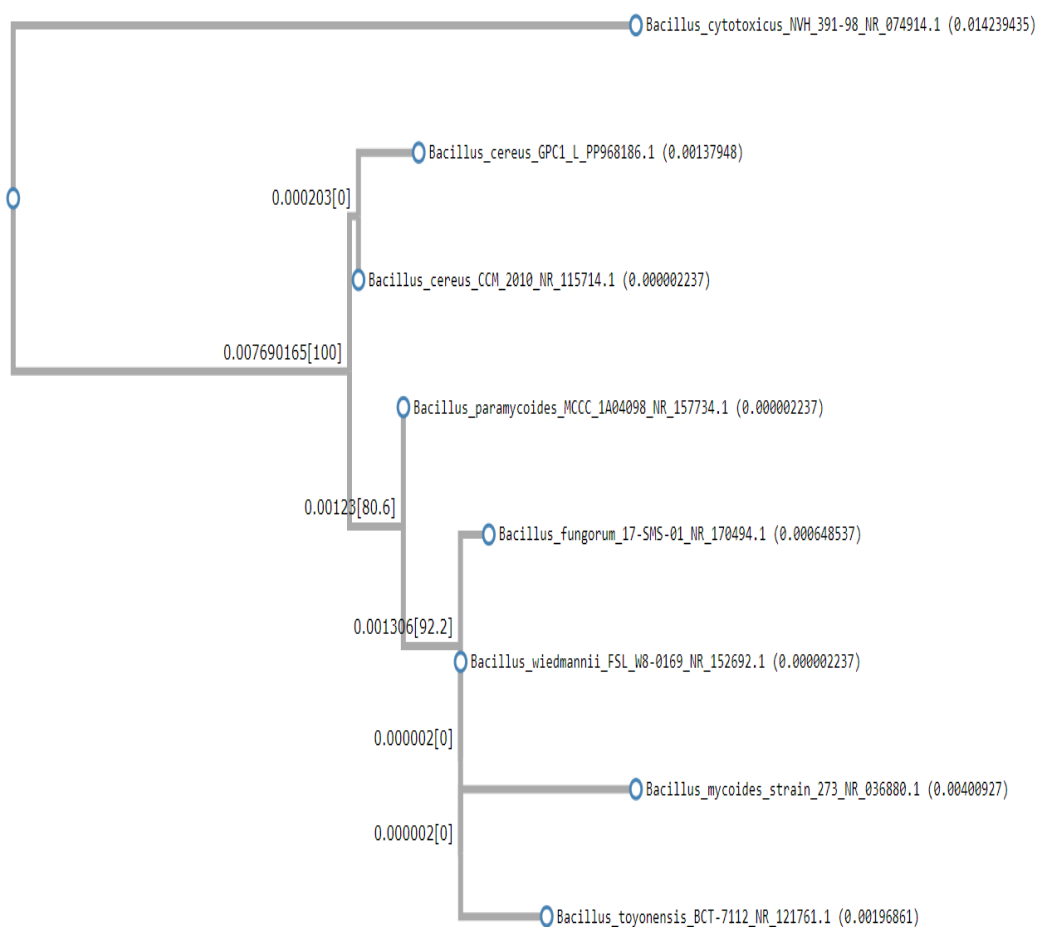 Bacillus_cytotoxicus_NVH_391-98_NR_074914.1 (0.014239435)
Bacillus_cereus_GPC1_L_PP968186.1 (0.00137948)
0.000203[0]
Bacillus_cereus_CCM_2010_NR_115714.1 (0.000002237)
0.007690165[100]
Bacillus_paramycoides_MCCC_1A04098_NR_157734.1 (0.000002237)
0.00123[80.6]
Bacillus_fungorum_17-SMS-01_NR_170494.1 (0.000648537)
0.001306[92.2]
Bacillus_wiedmannii_FSL_W8-0169_NR_152692.1 (0.000002237)
0.000002[0]
Bacillus_mycoides_strain_273_NR_036880.1 (0.00400927)
0.000002[0]
Bacillus_toyonensis_BCT-7112_NR_121761.1 (0.00196861)